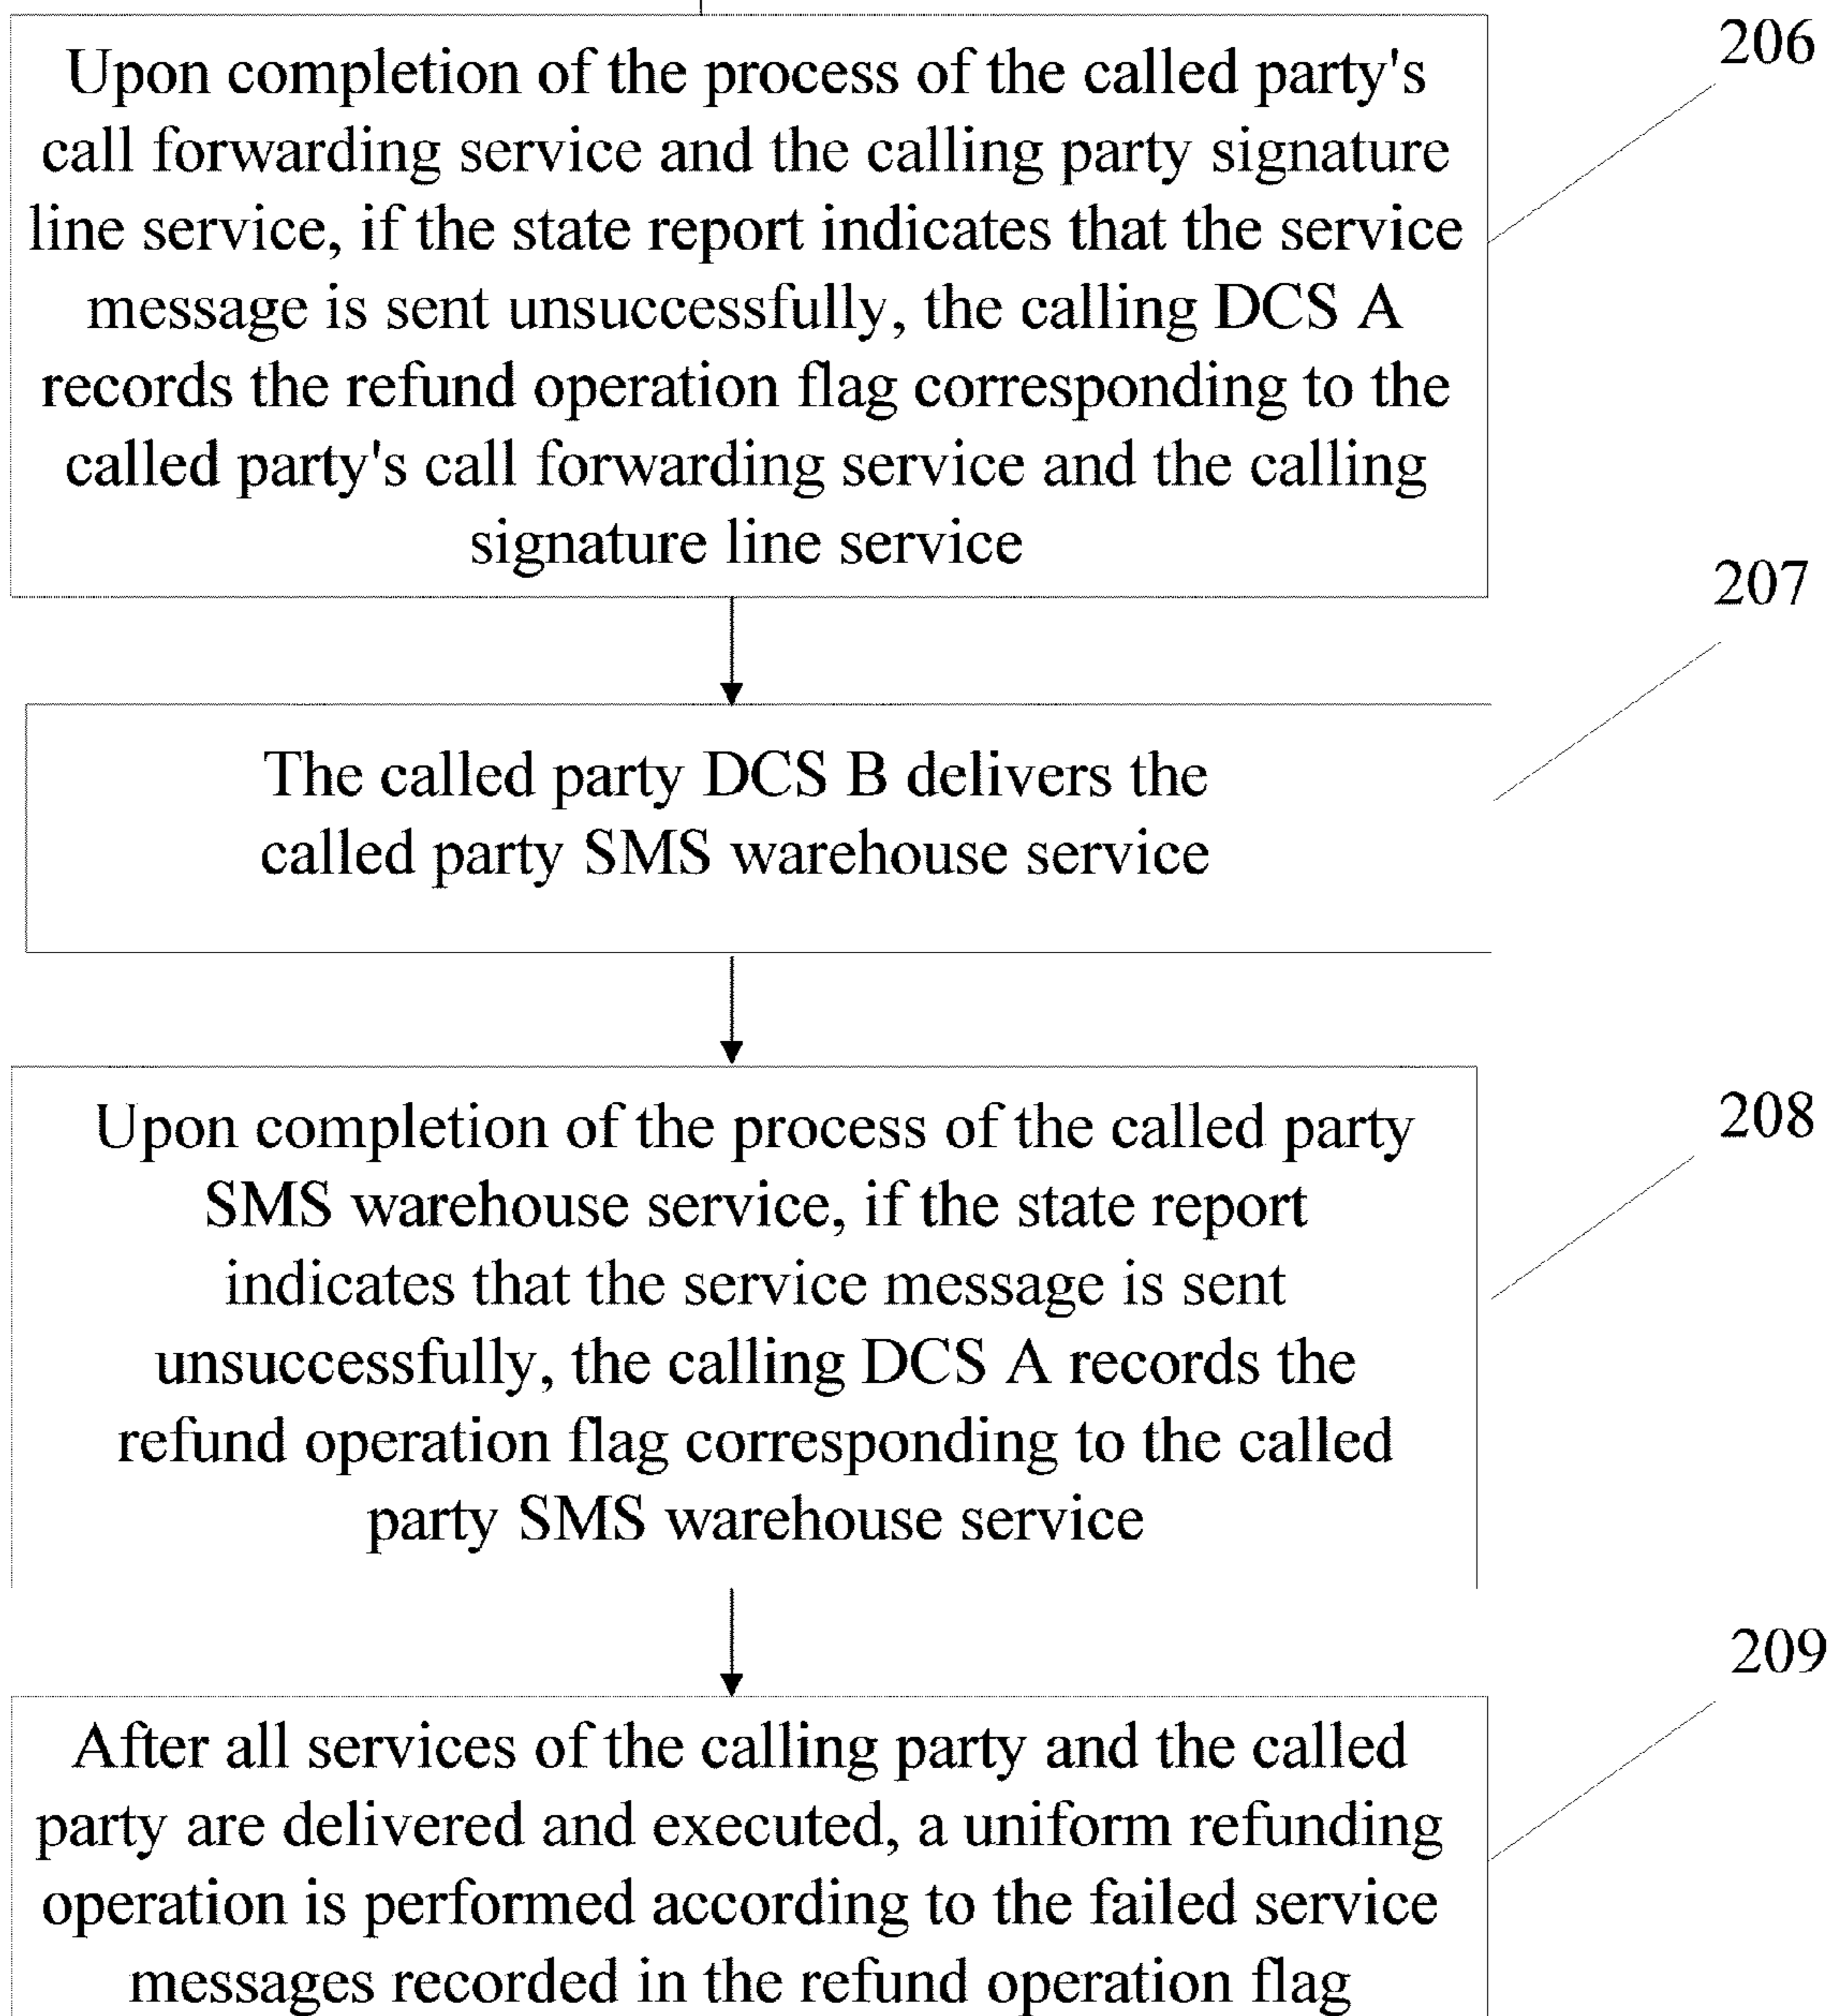 206
Upon completion of the process of the called party's
call forwarding service and the calling party signature
line service, if the state report indicates that the service
message is sent unsuccessfully, the calling DCS A
records the refund operation flag corresponding to the
called party's call forwarding service and the calling
signature line service
207
The called party DCS B delivers the
called party SMS warehouse service
208
Upon completion of the process of the called party
SMS warehouse service, if the state report
indicates that the service message is sent
unsuccessfully, the calling DCS A records the
refund operation flag corresponding to the called
party SMS warehouse service
209
After all services of the calling party and the called
party are delivered and executed, a uniform refunding
operation is performed according to the failed service
messages recorded in the refund operation flag